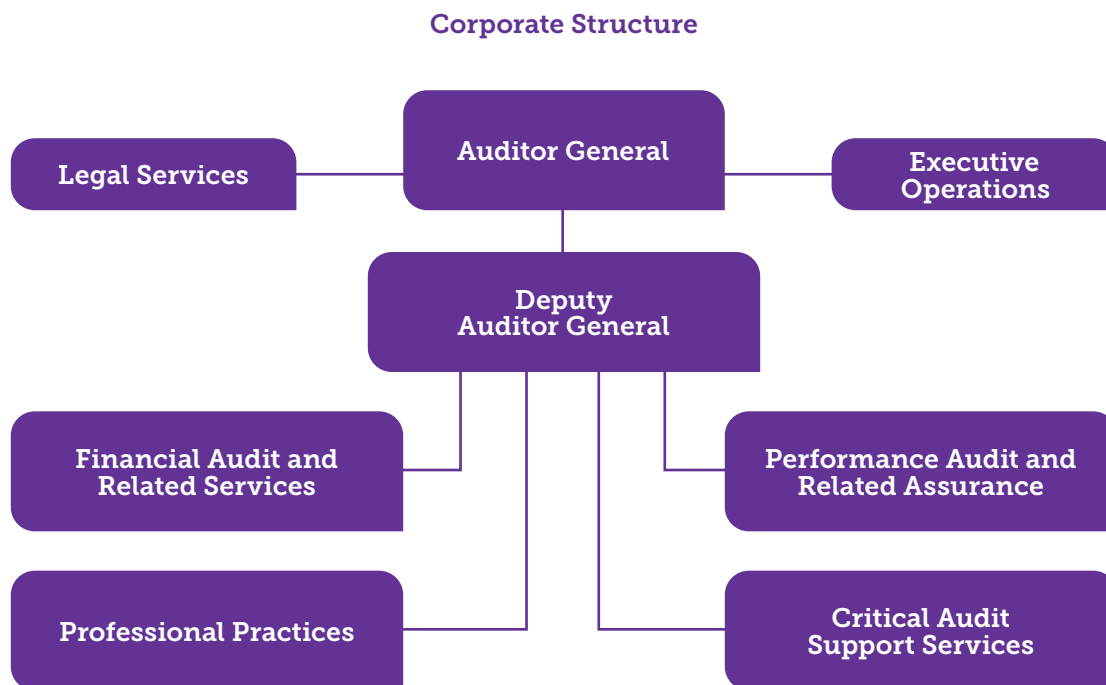 Corporate Structure
Auditor General
Legal Services
Executive
Operations
Deputy
Auditor General
Financial Audit and
Related Services
Performance Audit and
Related Assurance
Professional Practices
Critical Audit
Support Services